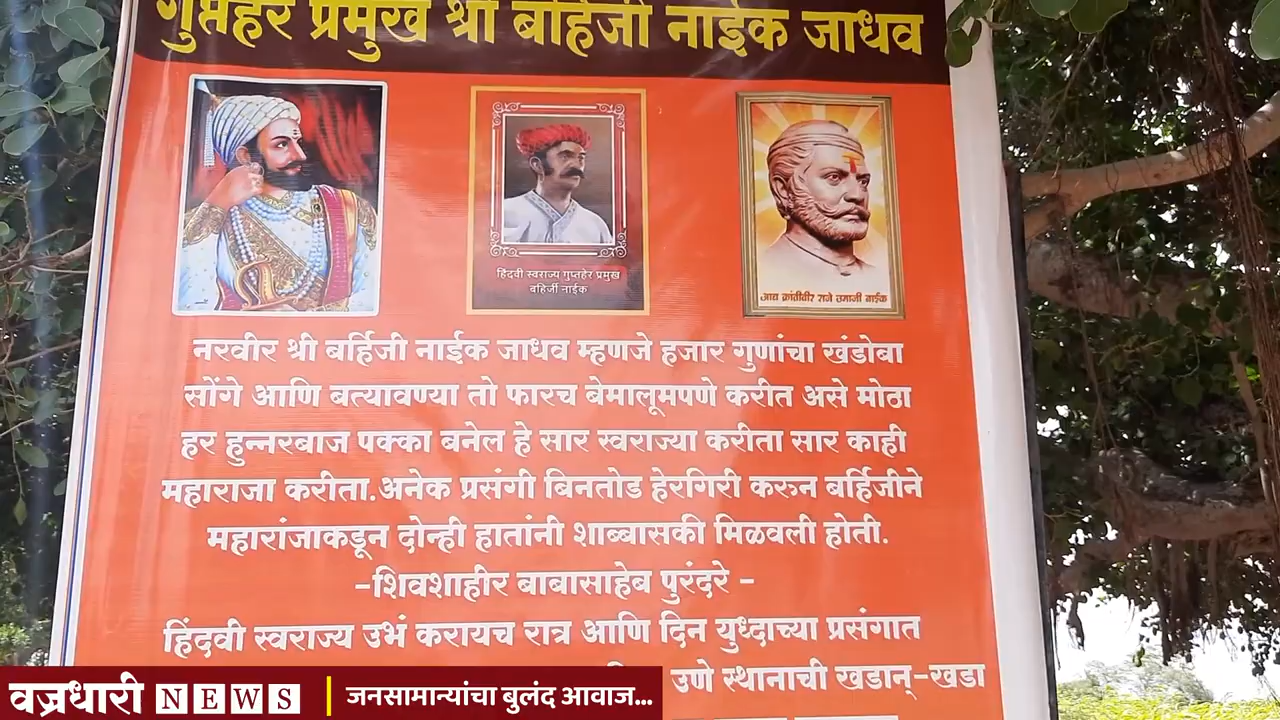 गुप्तहेर प्रमुख श्री बहिर्जी नाईक जाधव
हिंदवी स्वराज्य गुप्तहेर प्रमुख
बहिर्जी नाईक
आद्य क्रांतीवीर राजे उमाजी नाईक
नरवीर श्री बर्हिजी नाईक जाधव म्हणजे हजार गुणांचा खंडोबा
सोंगे आणि बत्यावण्या तो फारच बेमालूमपणे करीत असे मोठा
हर हुन्नरबाज पक्का बनेल हे सार स्वराज्या करीता सार काही
महाराजा करीता.अनेक प्रसंगी बिनतोड हेरगिरी करुन बर्हिजीने
महारांजाकडून दोन्ही हातांनी शाब्बासकी मिळवली होती.
-शिवशाहीर बाबासाहेब पुरंदरे -
हिंदवी स्वराज्य उभं करायच रात्र आणि दिन युध्दाच्या प्रसंगात
उणे स्थानाची खडान्-खडा
वज्रधारी NEWS जनसामान्यांचा बुलंद आवाज...